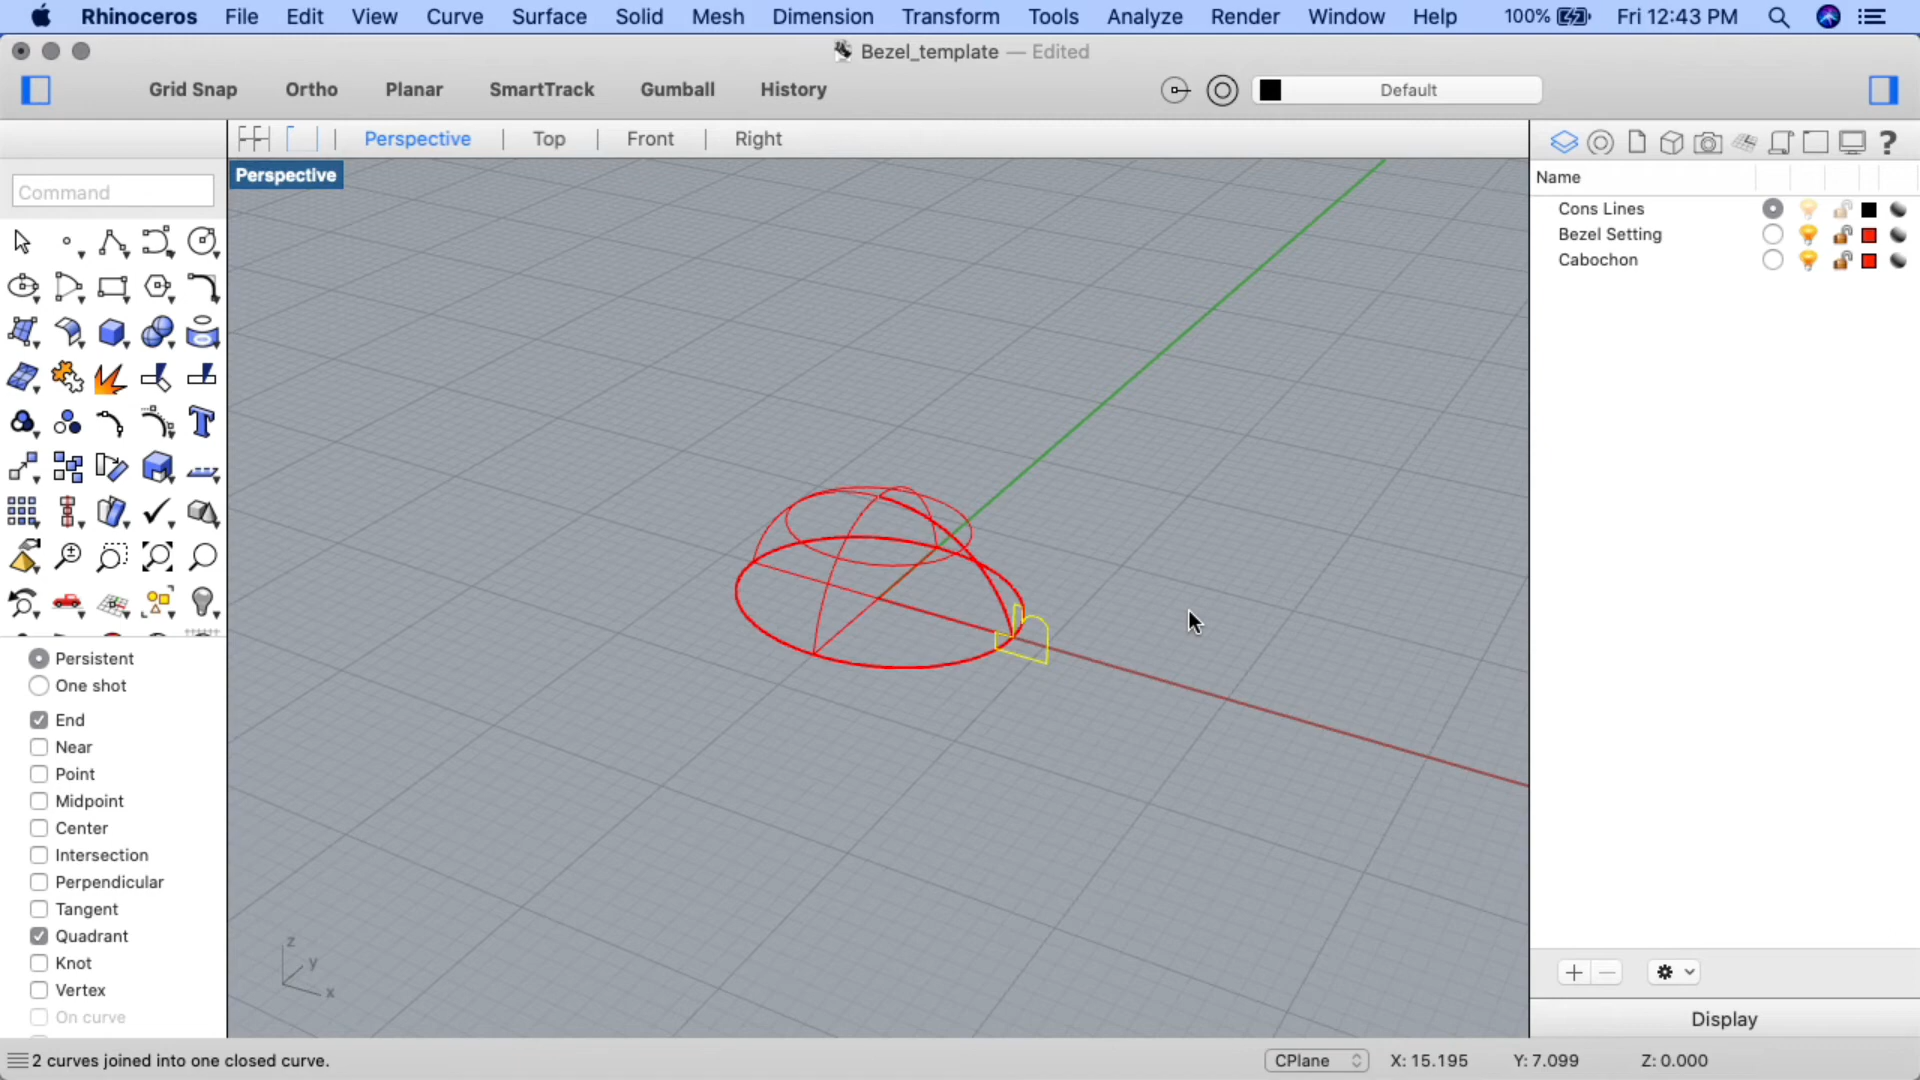 Rhinoceros File Edit View Curve Surface Solid Mesh Dimension Transform Tools Analyze Render Window Help 100% Fri 12:43 PM
Bezel_template — Edited
Grid Snap Ortho Planar SmartTrack Gumball History Default
Perspective | Top | Front | Right
Perspective
Command
Name
Cons Lines
Bezel Setting
Cabochon
Persistent
One shot
End
Near
Point
Midpoint
Center
Intersection
Perpendicular
Tangent
Quadrant
Knot
Vertex
On curve
z
y
x
Display
2 curves joined into one closed curve. CPlane X: 15.195 Y: 7.099 Z: 0.000